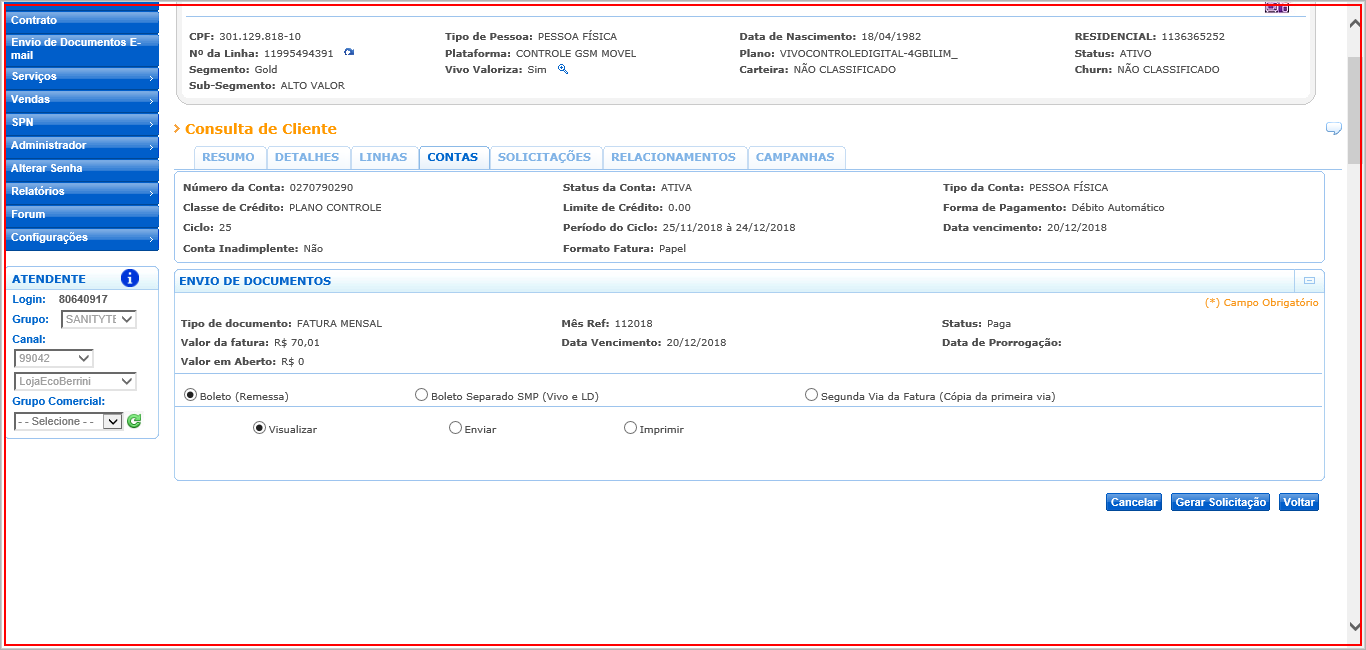 Contrato
Envio de Documentos E-
mail
Serviços
Vendas
SPN
Administrador
Alterar Senha
Relatórios
Forum
Configurações
ATENDENTE
Login: 80640917
Grupo: SANITYTE
Canal:
99042
LojaEcoBerrini
Grupo Comercial:
- - Selecione - -
CPF: 301.129.818-10 Tipo de Pessoa: PESSOA FÍSICA Data de Nascimento: 18/04/1982 RESIDENCIAL: 1136365252
Nº da Linha: 11995494391 Plataforma: CONTROLE GSM MOVEL Plano: VIVOCONTROLEDIGITAL-4GBILIM_ Status: ATIVO
Segmento: Gold Vivo Valoriza: Sim Carteira: NÃO CLASSIFICADO Churn: NÃO CLASSIFICADO
Sub-Segmento: ALTO VALOR
Consulta de Cliente
RESUMO DETALHES LINHAS CONTAS SOLICITAÇÕES RELACIONAMENTOS CAMPANHAS
Número da Conta: 0270790290 Status da Conta: ATIVA Tipo da Conta: PESSOA FÍSICA
Classe de Crédito: PLANO CONTROLE Limite de Crédito: 0.00 Forma de Pagamento: Débito Automático
Ciclo: 25 Período do Ciclo: 25/11/2018 à 24/12/2018 Data vencimento: 20/12/2018
Conta Inadimplente: Não Formato Fatura: Papel
ENVIO DE DOCUMENTOS
(*) Campo Obrigatório
Tipo de documento: FATURA MENSAL Mês Ref: 112018 Status: Paga
Valor da fatura: R$ 70,01 Data Vencimento: 20/12/2018 Data de Prorrogação:
Valor em Aberto: R$ 0
Boleto (Remessa) Boleto Separado SMP (Vivo e LD) Segunda Via da Fatura (Cópia da primeira via)
Visualizar Enviar Imprimir
Cancelar Gerar Solicitação Voltar